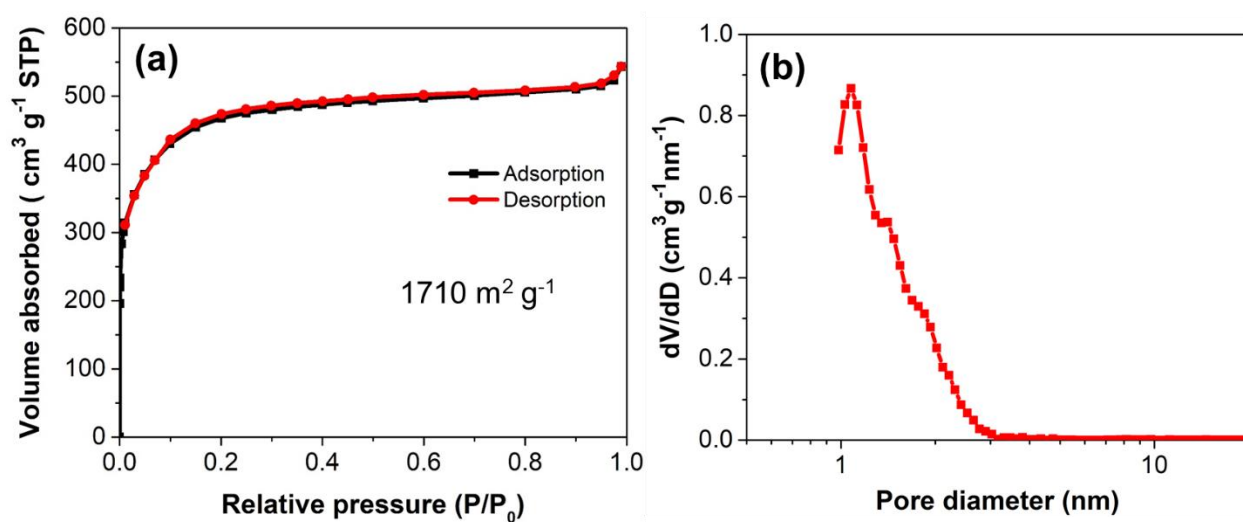 (a)
Volume absorbed ( cm³ g⁻¹ STP)
600
500
400
300
200
100
0
Adsorption
Desorption
1710 m² g⁻¹
0.0 0.2 0.4 0.6 0.8 1.0
Relative pressure (P/P₀)
(b)
dV/dD (cm³g⁻¹nm⁻¹)
1.0
0.8
0.6
0.4
0.2
0.0
1 10
Pore diameter (nm)